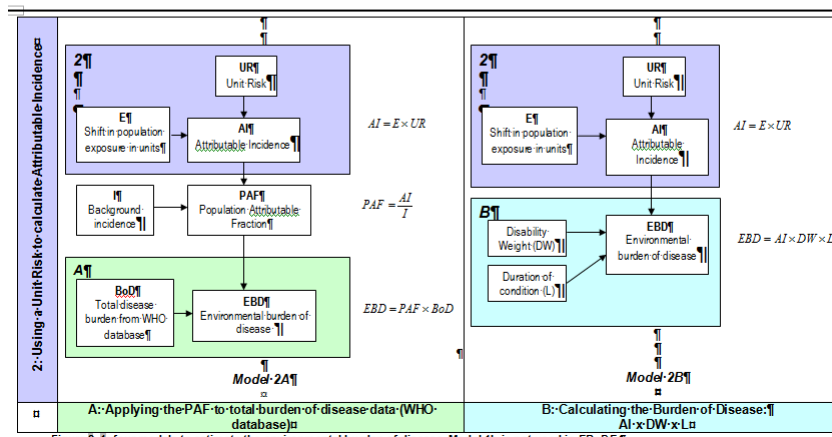 2: Using a Unit Risk to calculate Attributable Incidence¤
¶
¶
2¶
¶
¶
¶
¶
UR¶
Unit Risk¶
E¶
Shift in population
exposure in units¶
AI¶
Attributable Incidence¶
AI = E × UR
I¶
Background
incidence¶
PAF¶
Population Attributable
Fraction¶
PAF = AI
I
A¶
BoD¶
Total disease
burden from WHO
database¶
EBD¶
Environmental burden of
disease ¶
EBD = PAF × BoD
¶
¶
¶
Model 2A¶
¤
¶
¶
2¶
¶
¶
¶
¶
UR¶
Unit Risk¶
E¶
Shift in population
exposure in units¶
AI¶
Attributable
Incidence¶
AI = E × UR
B¶
Disability
Weight (DW)¶
Duration of
condition (L)¶
EBD¶
Environmental
burden of disease¶
EBD = AI × DW × L
¶
¶
¶
Model 2B¶
¤
¤
A: Applying the PAF to total burden of disease data (WHO
database)¤
B: Calculating the Burden of Disease:¶
AI x DW x L¤